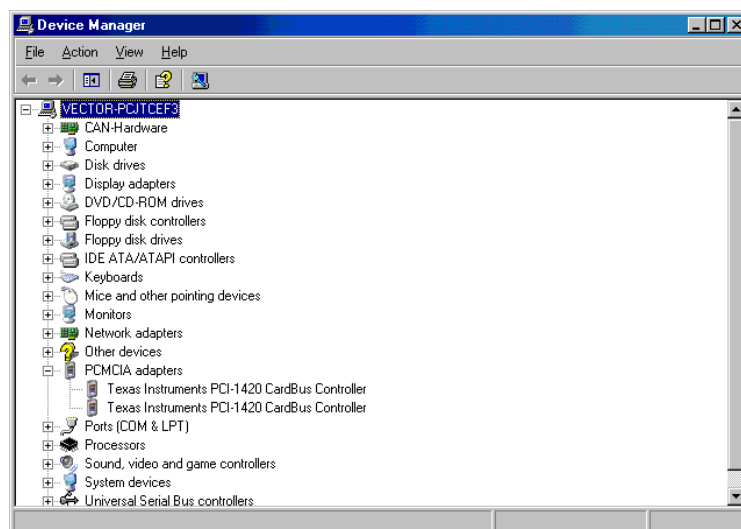 Device Manager
File Action View Help
VECTOR-PCJTCEF3
CAN-Hardware
Computer
Disk drives
Display adapters
DVD/CD-ROM drives
Floppy disk controllers
Floppy disk drives
IDE ATA/ATAPI controllers
Keyboards
Mice and other pointing devices
Monitors
Network adapters
Other devices
PCMCIA adapters
Texas Instruments PCI-1420 CardBus Controller
Texas Instruments PCI-1420 CardBus Controller
Ports (COM & LPT)
Processors
Sound, video and game controllers
System devices
Universal Serial Bus controllers